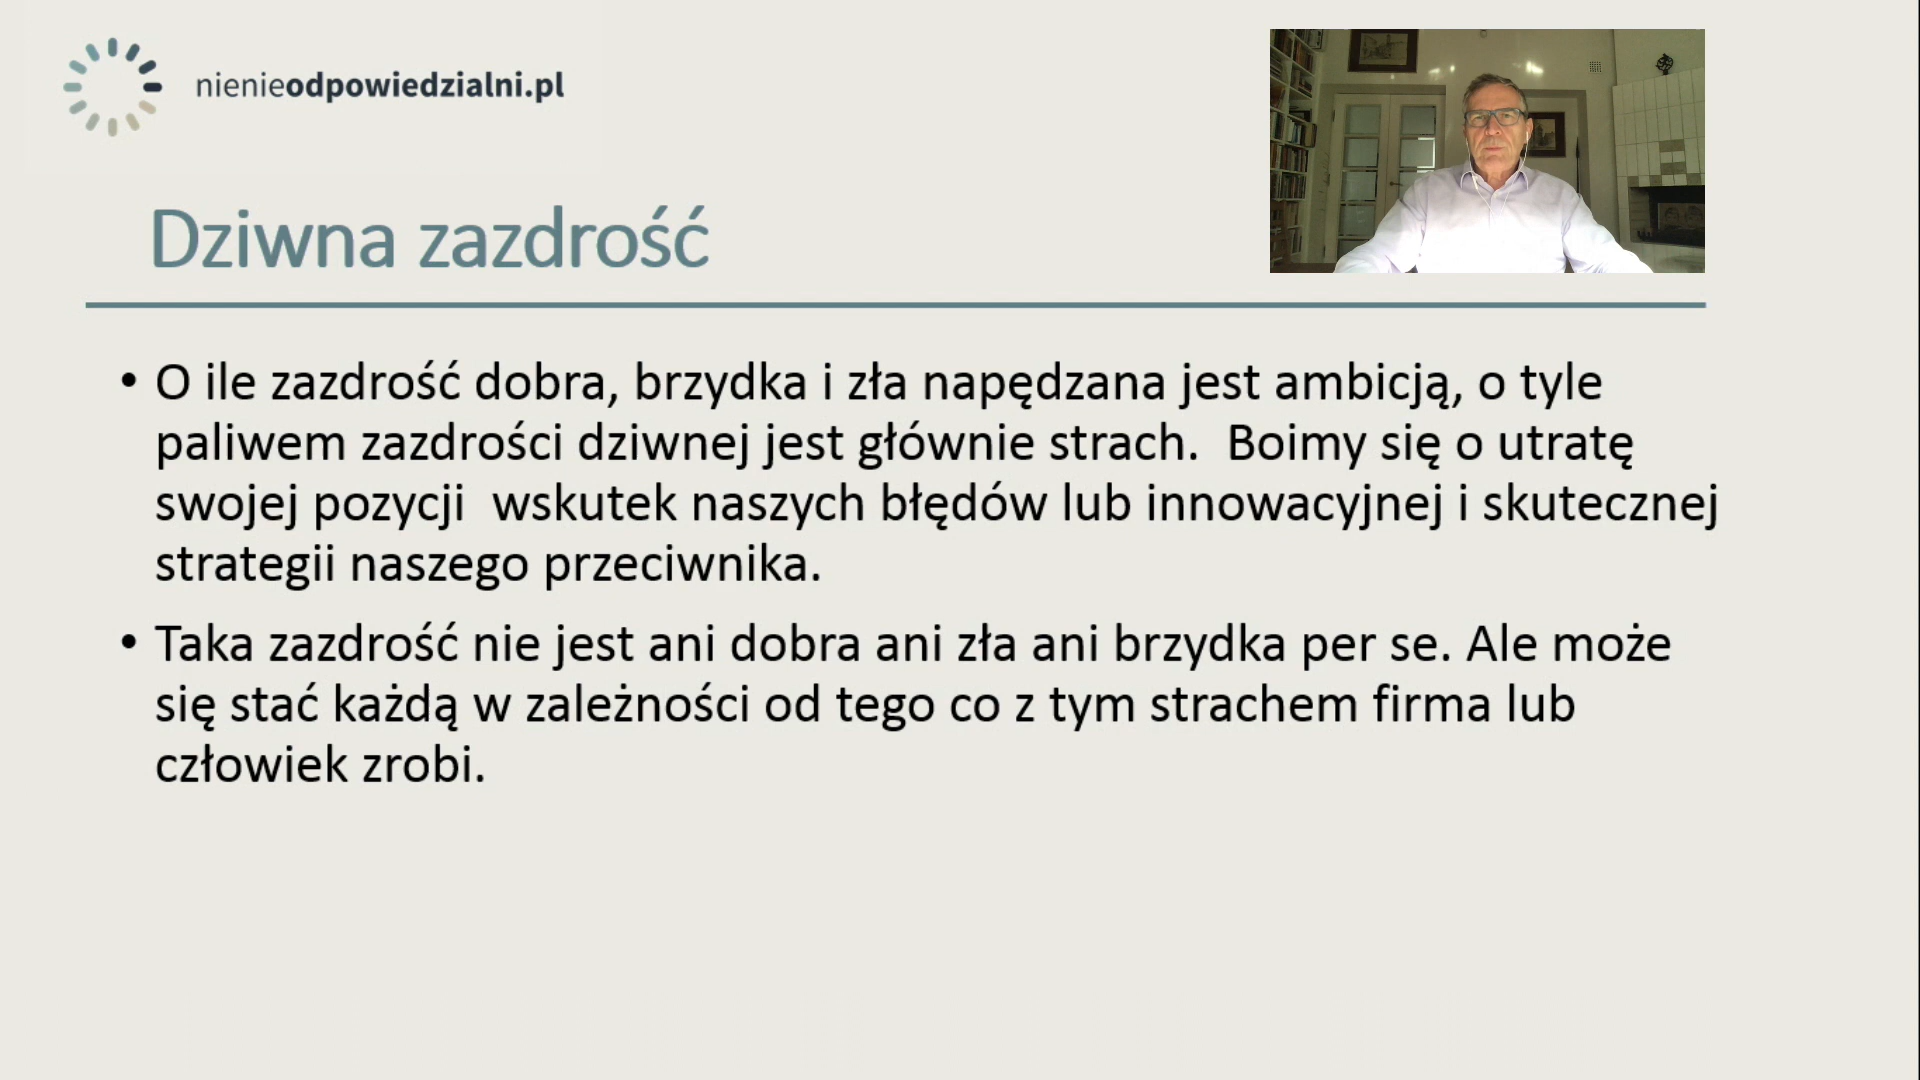 nienieodpowiedzialni.pl
Dziwna zazdrość
• O ile zazdrość dobra, brzydka i zła napędzana jest ambicją, o tyle
paliwem zazdrości dziwnej jest głównie strach.  Boimy się o utratę
swojej pozycji  wskutek naszych błędów lub innowacyjnej i skutecznej
strategii naszego przeciwnika.
• Taka zazdrość nie jest ani dobra ani zła ani brzydka per se. Ale może
się stać każdą w zależności od tego co z tym strachem firma lub
człowiek zrobi.